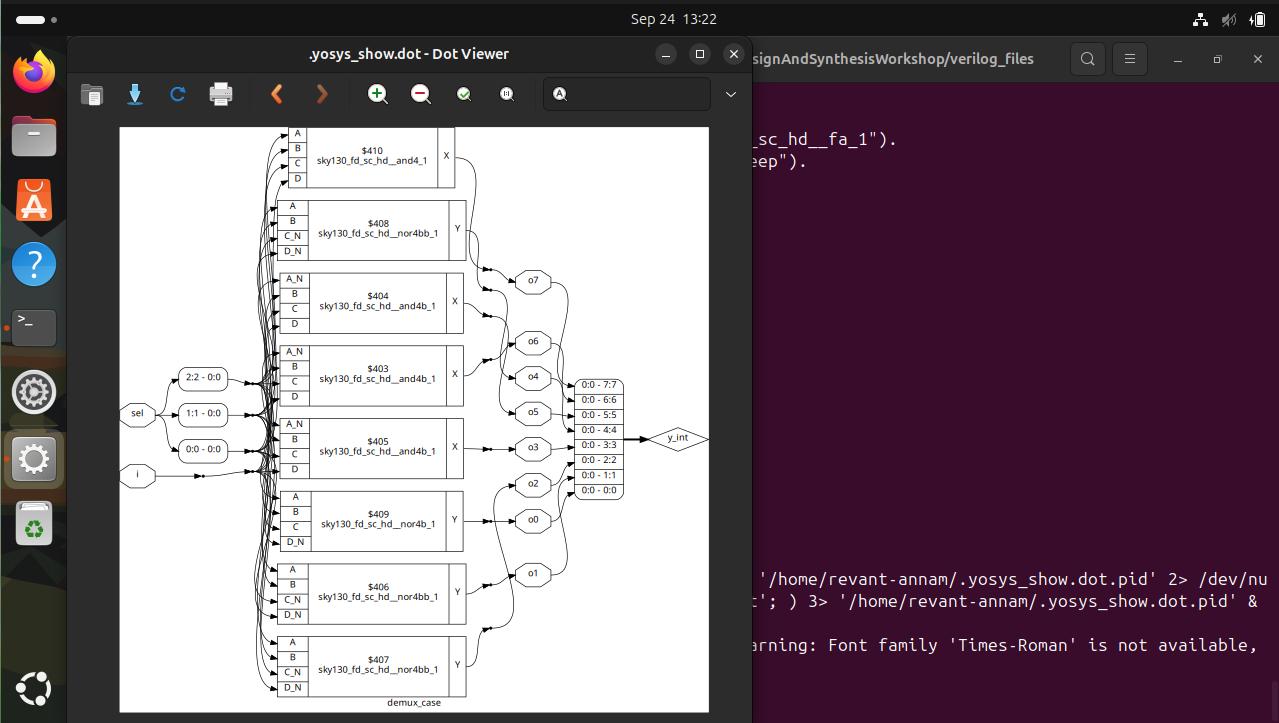 Sep 24 13:22
.yosys_show.dot - Dot Viewer
signAndSynthesisWorkshop/verilog_files
_sc_hd__fa_1").
eep").
A
B
C
D
$410
sky130_fd_sc_hd__and4_1
X
A
B
C_N
D_N
$408
sky130_fd_sc_hd__nor4bb_1
Y
A_N
B
C
D
$404
sky130_fd_sc_hd__and4b_1
X
A_N
B
C
D
$403
sky130_fd_sc_hd__and4b_1
X
A_N
B
C
D
$405
sky130_fd_sc_hd__and4b_1
X
A
B
C
D_N
$409
sky130_fd_sc_hd__nor4b_1
Y
A
B
C_N
D_N
$406
sky130_fd_sc_hd__nor4bb_1
Y
A
B
C_N
D_N
$407
sky130_fd_sc_hd__nor4bb_1
Y
sel
i
2:2 - 0:0
1:1 - 0:0
0:0 - 0:0
o7
o6
o4
o5
o3
o2
o0
o1
0:0 - 7:7
0:0 - 6:6
0:0 - 5:5
0:0 - 4:4
0:0 - 3:3
0:0 - 2:2
0:0 - 1:1
0:0 - 0:0
y_int
demux_case
'/home/revant-annam/.yosys_show.dot.pid' 2> /dev/nu
'; ) 3> '/home/revant-annam/.yosys_show.dot.pid' &
arning: Font family 'Times-Roman' is not available,